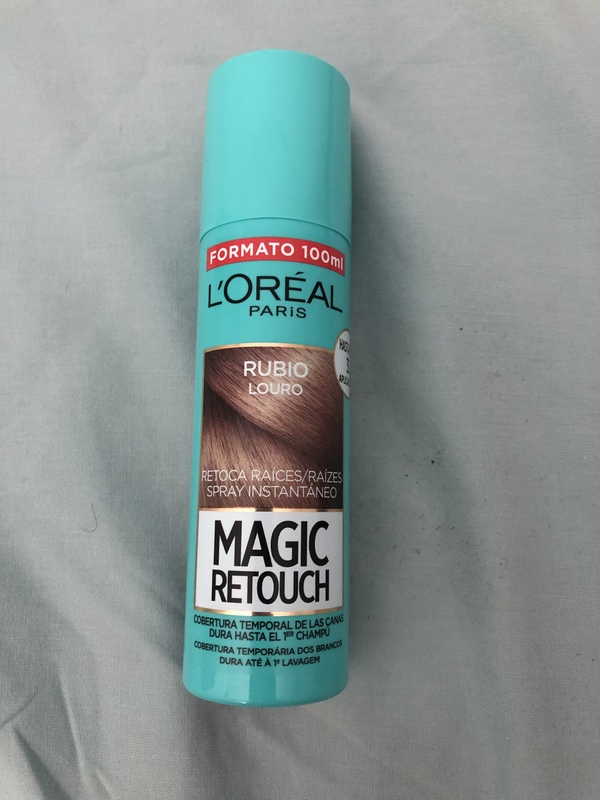 FORMATO 100ml
L'ORÉAL
PARIS
RUBIO
LOURO
RETOCA RAÍCES/RAÍZES
SPRAY INSTANTÁNEO
MAGIC
RETOUCH
COBERTURA TEMPORAL DE LAS CANAS
DURA HASTA EL 1ER CHAMPÚ
COBERTURA TEMPORÁRIA DOS BRANCOS
DURA ATÉ À 1ª LAVAGEM